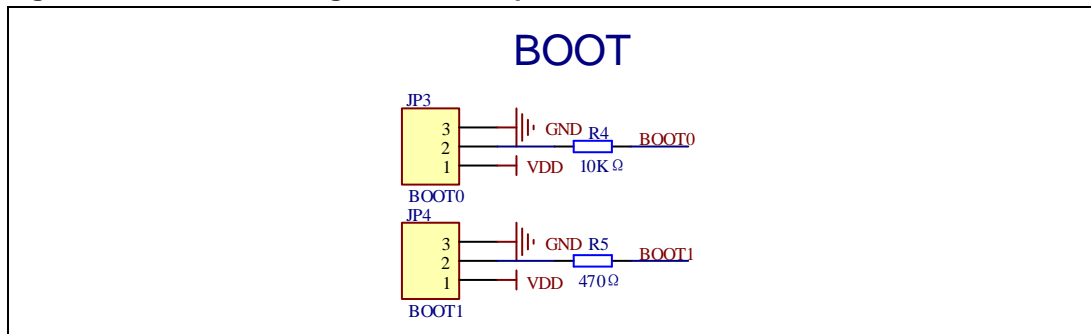 BOOT
JP3
3
GND R4
2
BOOT0
1
VDD 10KΩ
BOOT0
JP4
3
GND R5
2
BOOT1
1
VDD 470Ω
BOOT1